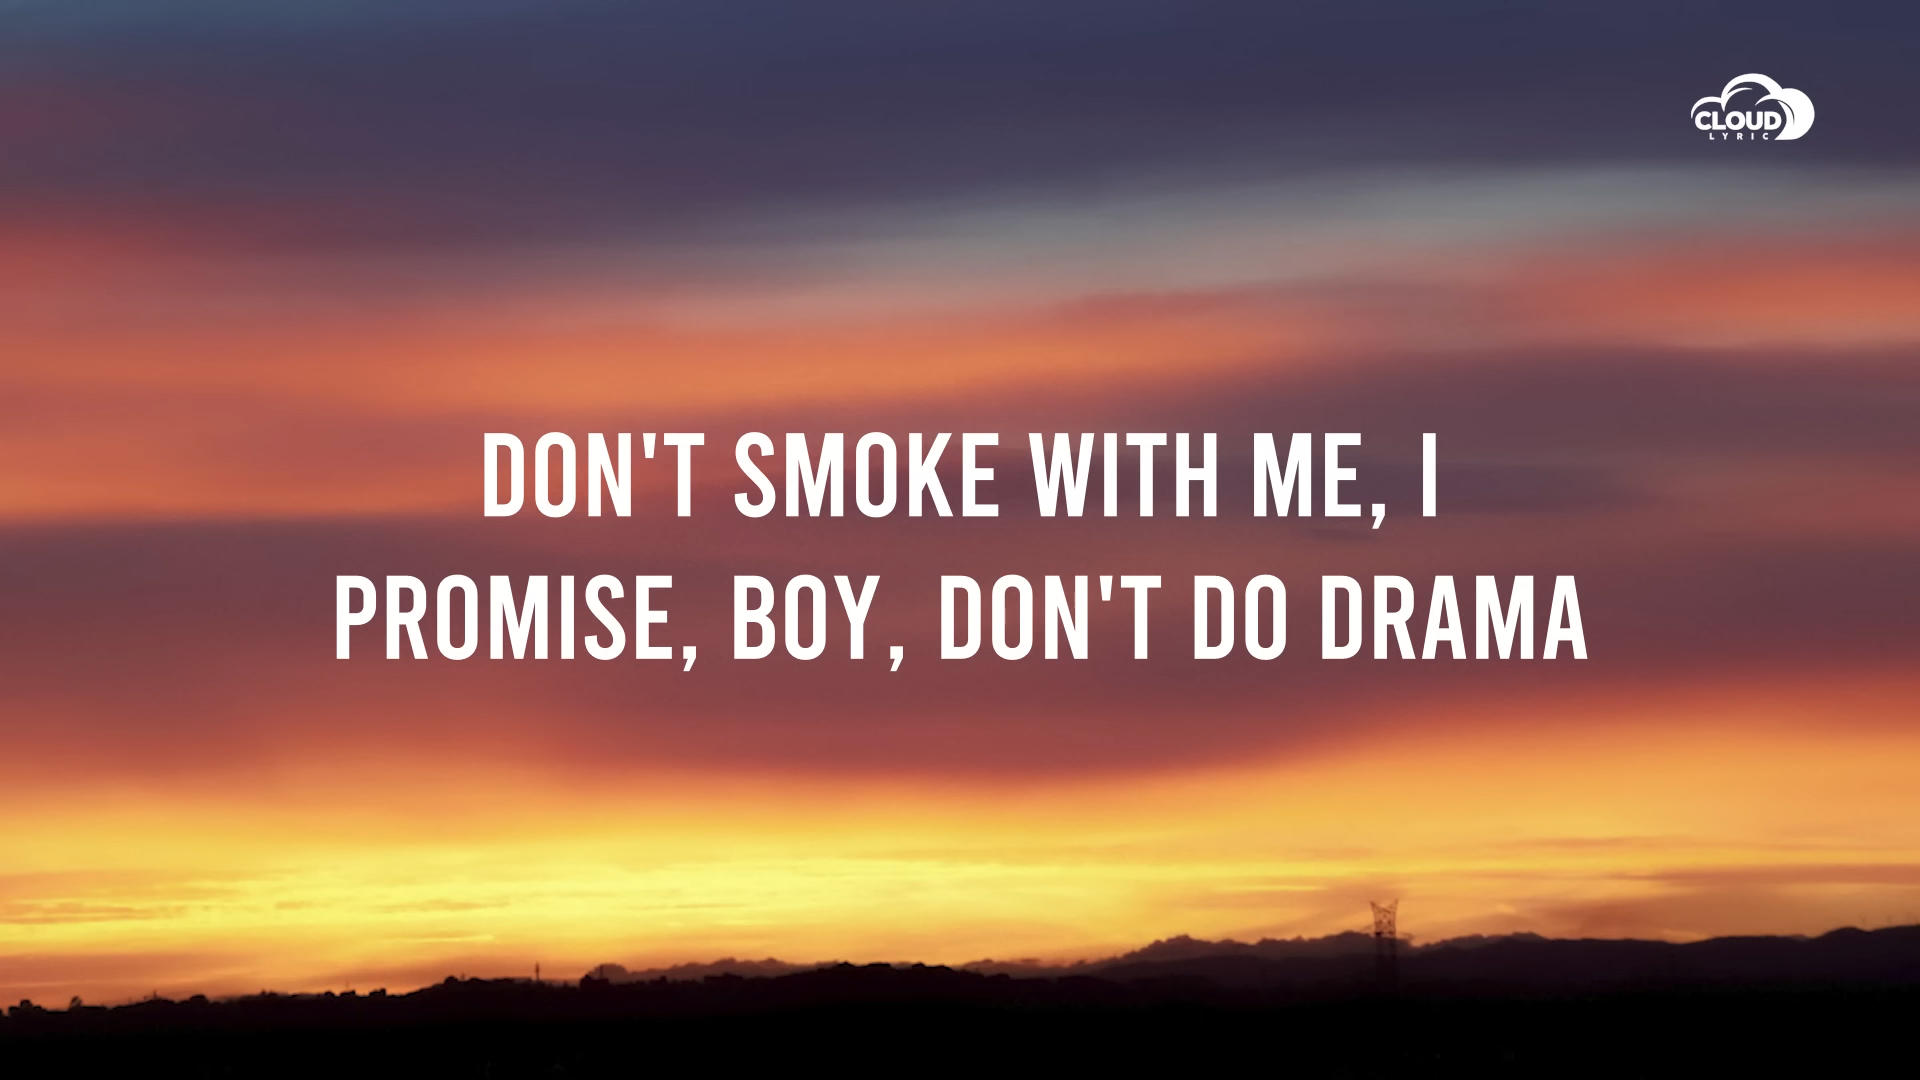 CLOUD
LYRIC
DON'T SMOKE WITH ME, I
PROMISE, BOY, DON'T DO DRAMA